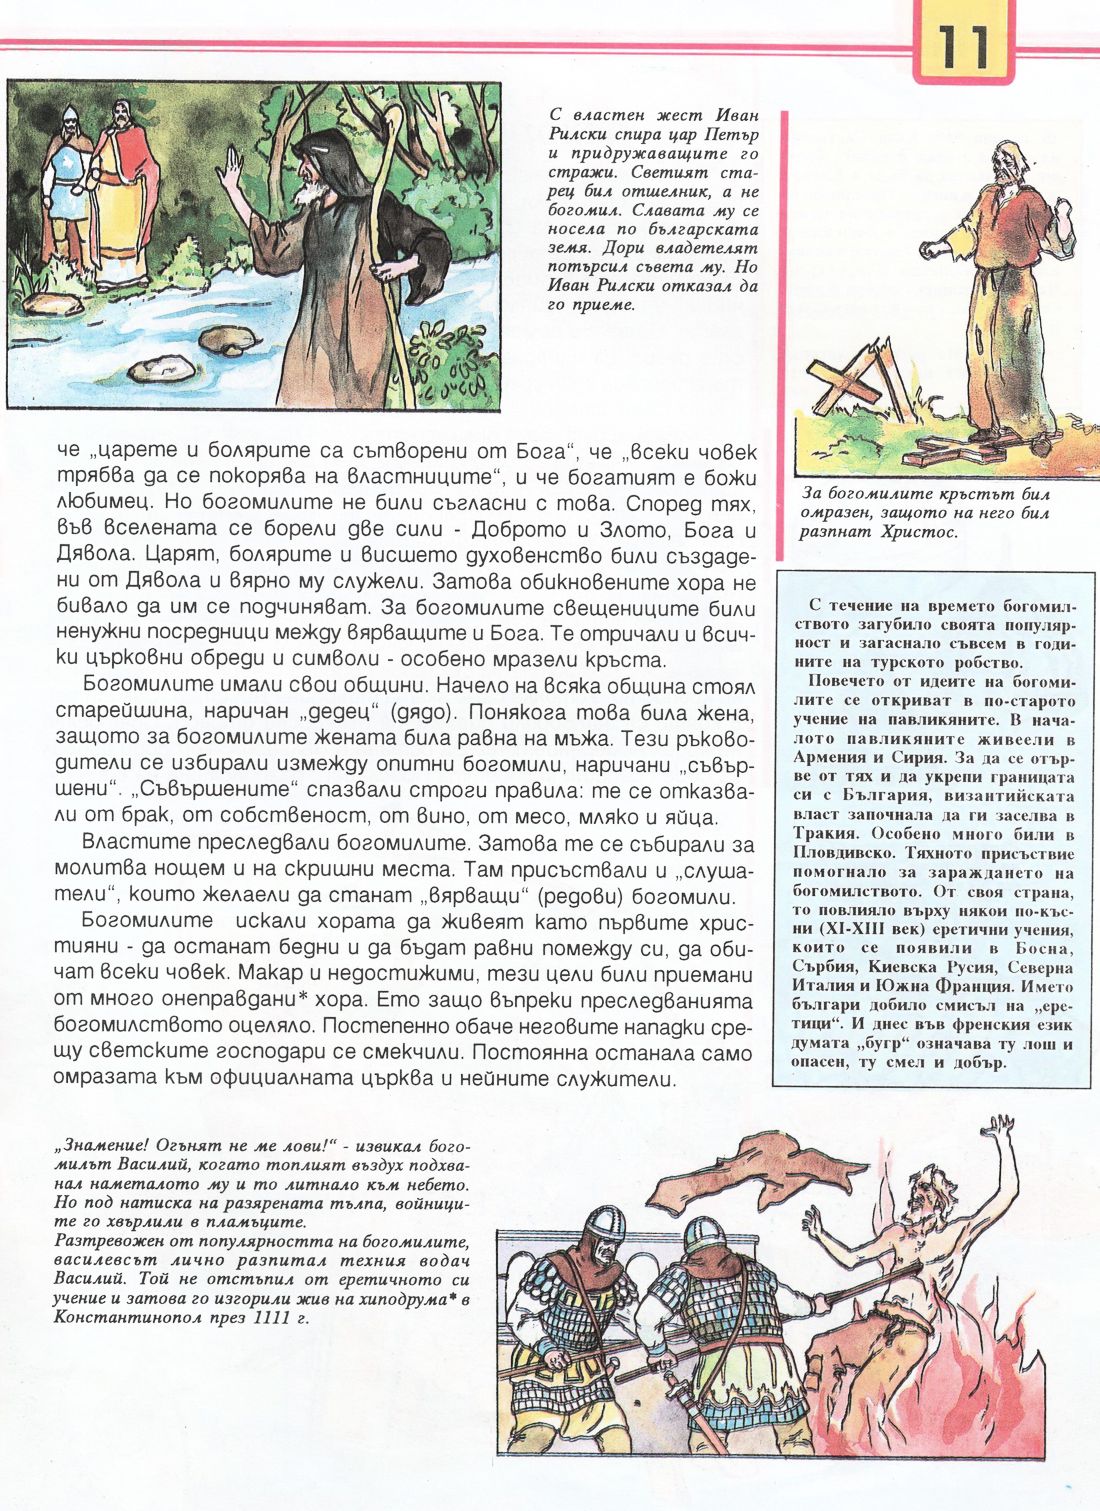 11
С властен жест Иван
Рилски спира цар Петър
и придружаващите го
стражи. Светият ста-
рец бил отшелник, а не
богомил. Славата му се
носела по българската
земя. Дори владетелят
потърсил съвета му. Но
Иван Рилски отказал да
го приеме.
За богомилите кръстът бил
омразен, защото на него бил
разпнат Христос.
че „царете и болярите са сътворени от Бога“, че „всеки човек
трябва да се покорява на властниците“, и че богатият е божи
любимец. Но богомилите не били съгласни с това. Според тях,
във вселената се борели две сили - Доброто и Злото, Бога и
Дявола. Царят, болярите и висшето духовенство били създаде-
ни от Дявола и вярно му служели. Затова обикновените хора не
бивало да им се подчиняват. За богомилите свещениците били
ненужни посредници между вярващите и Бога. Те отричали и всич-
ки църковни обреди и символи - особено мразели кръста.
Богомилите имали свои общини. Начело на всяка община стоял
старейшина, наричан „дедец“ (дядо). Понякога това била жена,
защото за богомилите жената била равна на мъжа. Тези ръково-
дители се избирали измежду опитни богомили, наричани „съвър-
шени“. „Съвършените“ спазвали строги правила: те се отказва-
ли от брак, от собственост, от вино, от месо, мляко и яйца.
Властите преследвали богомилите. Затова те се събирали за
молитва нощем и на скришни места. Там присъствали и „слуша-
тели“, които желаели да станат „вярващи“ (редови) богомили.
Богомилите искали хората да живеят като първите хрис-
тияни - да останат бедни и да бъдат равни помежду си, да оби-
чат всеки човек. Макар и недостижими, тези цели били приемани
от много онеправдани* хора. Ето защо въпреки преследванията
богомилството оцеляло. Постепенно обаче неговите нападки сре-
щу светските господари се смекчили. Постоянна останала само
омразата към официалната църква и нейните служители.
С течение на времето богомил-
ството загубило своята популяр-
ност и загаснало съвсем в годи-
ните на турското робство.
Повечето от идеите на богоми-
лите се откриват в по-старото
учение на павликяните. В нача-
лото павликяните живеели в
Армения и Сирия. За да се отър-
ве от тях и да укрепи границата
си с България, византийската
власт започнала да ги заселва в
Тракия. Особено много били в
Пловдивско. Тяхното присъствие
помогнало за зараждането на
богомилството. От своя страна,
то повлияло върху някои по-къс-
ни (XI-XIII век) еретични учения,
които се появили в Босна,
Сърбия, Киевска Русия, Северна
Италия и Южна Франция. Името
българи добило смисъл на „ере-
тици“. И днес във френския език
думата „бугр“ означава ту лош и
опасен, ту смел и добър.
„Знамение! Огънят не ме лови!“ - извикал бого-
милът Василий, когато топлият въздух подхва-
нал наметалото му и то литнало към небето.
Но под натиска на разярената тълпа, войници-
те го хвърлили в пламъците.
Разтревожен от популярността на богомилите,
василевсът лично разпитал техния водач
Василий. Той не отстъпил от еретичното си
учение и затова го изгорили жив на хиподрума* в
Константинопол през 1111 г.